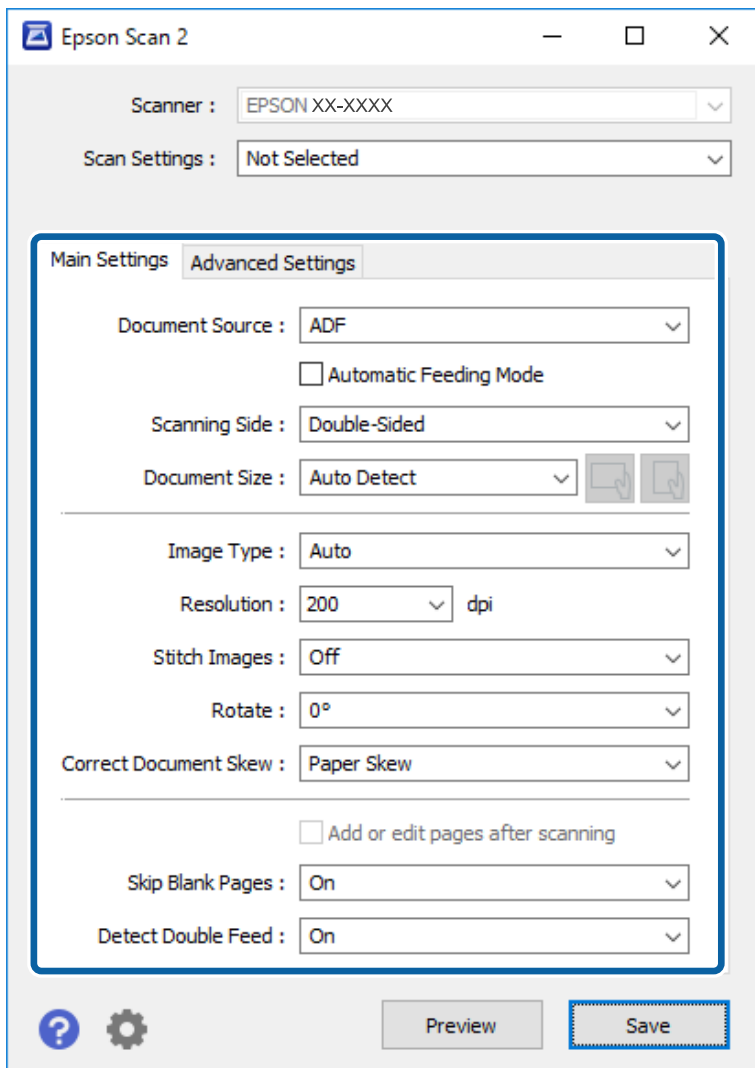 Epson Scan 2
Scanner : EPSON XX-XXXX
Scan Settings : Not Selected
Main Settings Advanced Settings
Document Source : ADF
Automatic Feeding Mode
Scanning Side : Double-Sided
Document Size : Auto Detect
Image Type : Auto
Resolution : 200 dpi
Stitch Images : Off
Rotate : 0°
Correct Document Skew : Paper Skew
Add or edit pages after scanning
Skip Blank Pages : On
Detect Double Feed : On
? Preview Save